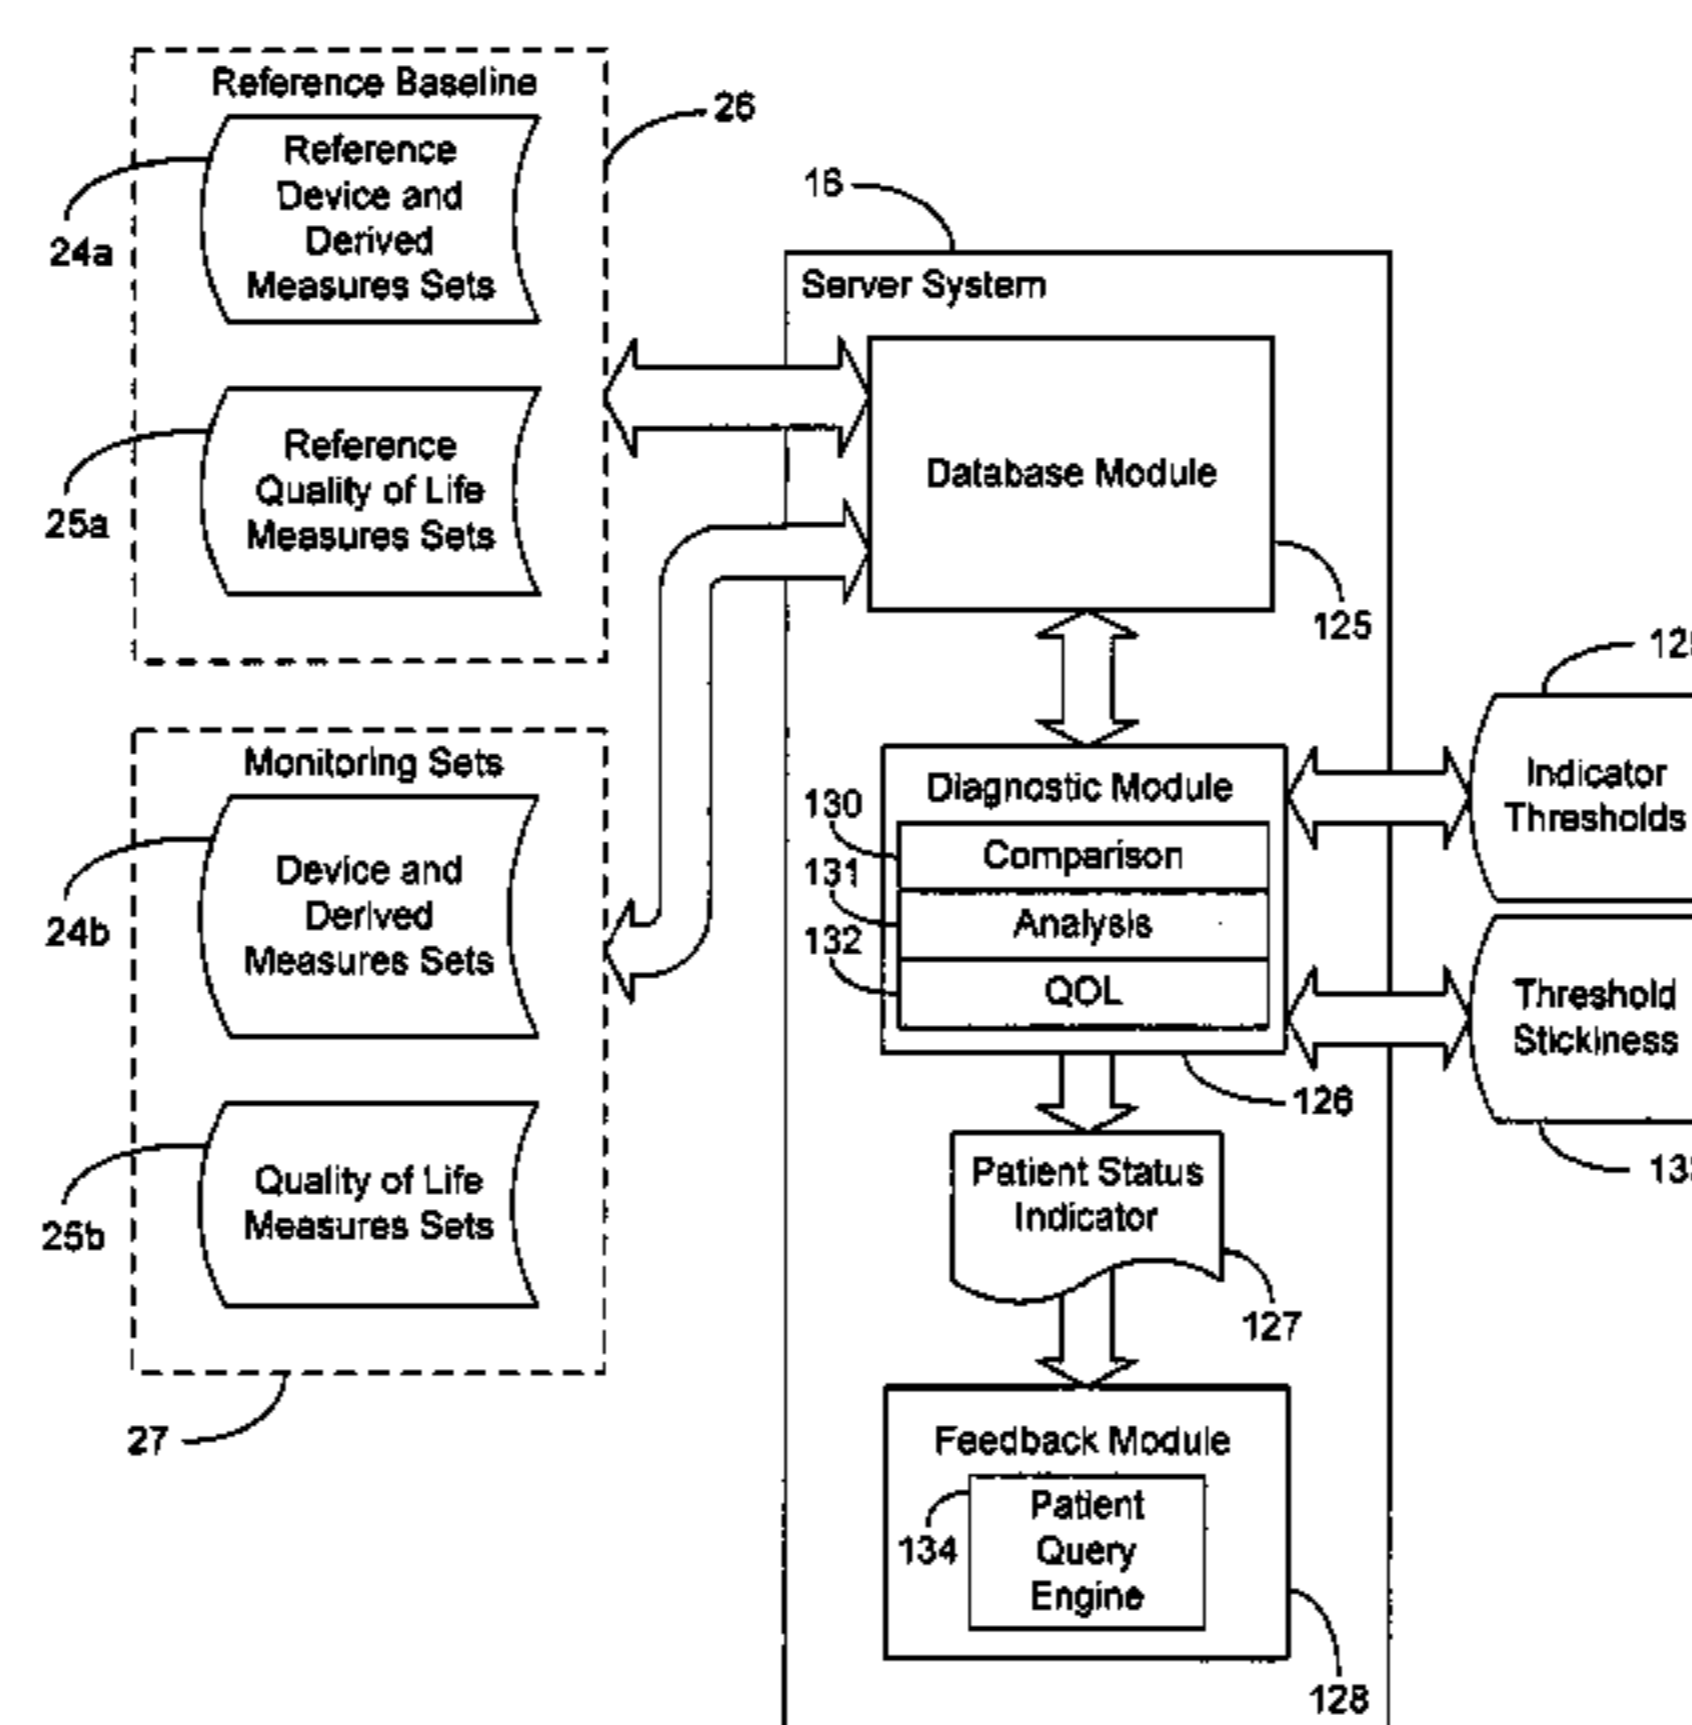 Reference Baseline
26
Reference
Device and
Derived
Measures Sets
24a
Reference
Quality of Life
Measures Sets
25a
16
Server System
Database Module
125
Monitoring Sets
Device and
Derived
Measures Sets
24b
Quality of Life
Measures Sets
25b
27
Diagnostic Module
130
Comparison
131
Analysis
132
QOL
126
Indicator
Thresholds
Threshold
Stickiness
Patient Status
Indicator
127
Feedback Module
134
Patient
Query
Engine
128